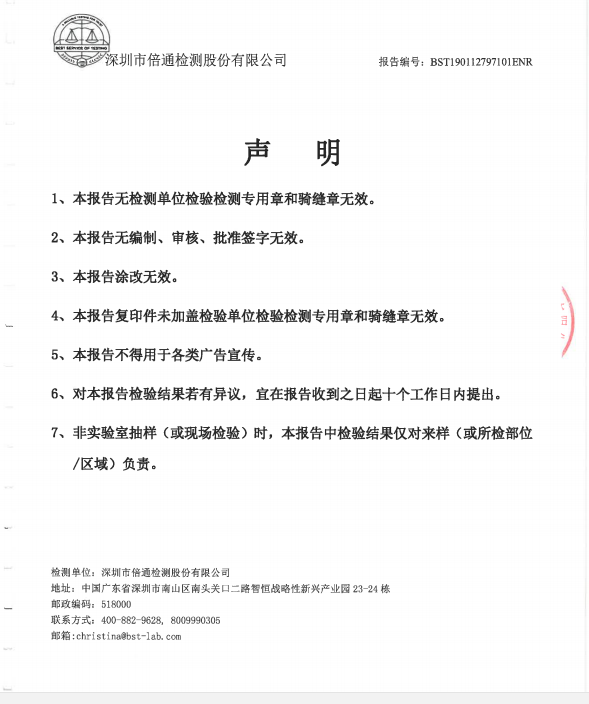 BEST SERVICE OF TESTING
深圳市倍通检测股份有限公司
报告编号：BST190112797101ENR
声 明
1、本报告无检测单位检验检测专用章和骑缝章无效。
2、本报告无编制、审核、批准签字无效。
3、本报告涂改无效。
4、本报告复印件未加盖检验单位检验检测专用章和骑缝章无效。
5、本报告不得用于各类广告宣传。
6、对本报告检验结果若有异议，宜在报告收到之日起十个工作日内提出。
7、非实验室抽样（或现场检验）时，本报告中检验结果仅对来样（或所检部位
/区域）负责。
检测单位：深圳市倍通检测股份有限公司
地址：中国广东省深圳市南山区南头关口二路智恒战略性新兴产业园 23-24 栋
邮政编码：518000
联系方式：400-882-9628, 8009990305
邮箱:christina@bst-lab.com